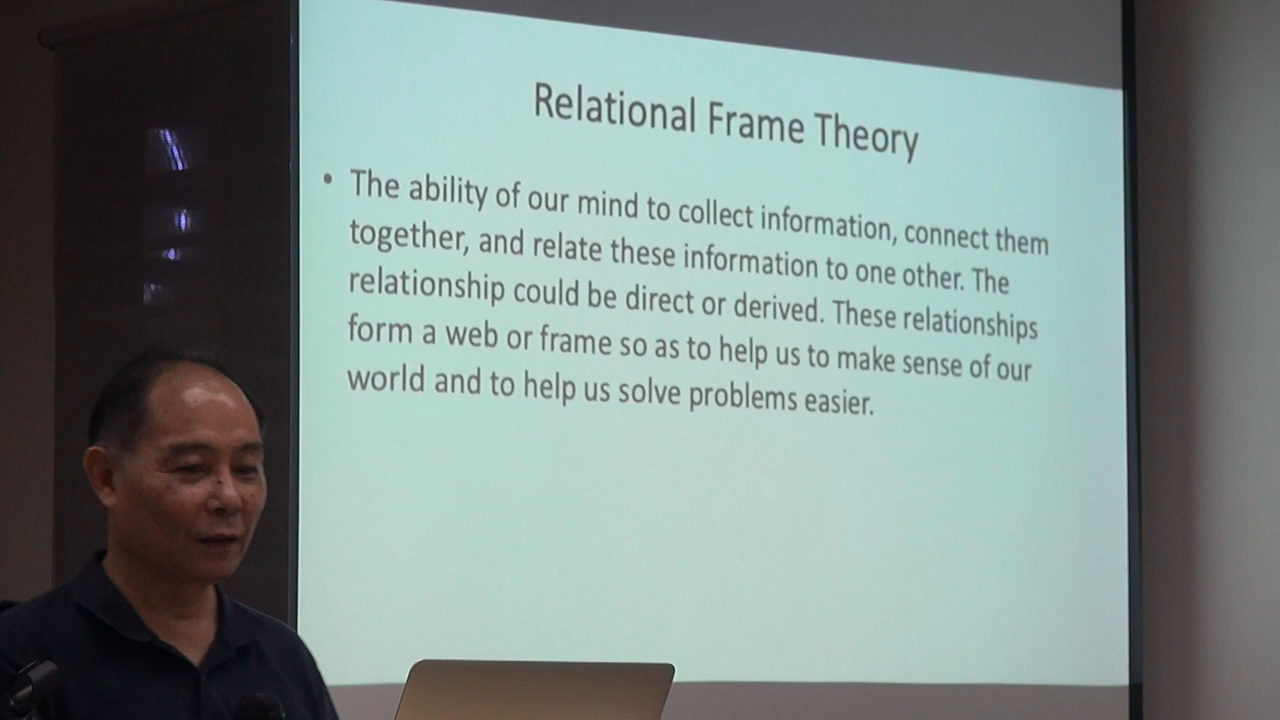 Relational Frame Theory
• The ability of our mind to collect information, connect them
together, and relate these information to one other. The
relationship could be direct or derived. These relationships
form a web or frame so as to help us to make sense of our
world and to help us solve problems easier.